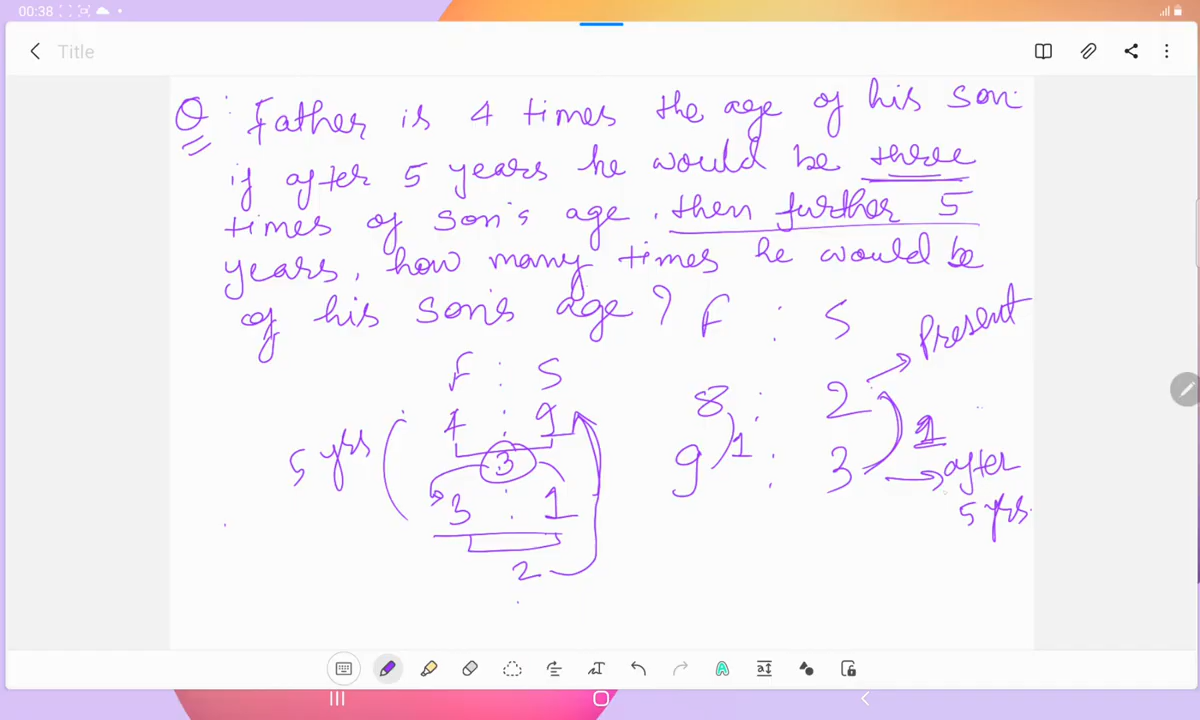 00:38
Title
Q: Father is 4 times the age of his son.
if after 5 years he would be three
times of son's age, then further 5
years, how many times he would be
of his son's age?
F : S
Present
F : S
8 : 2
4 : 1
1 1
5 yrs
3
9 : 3
after
5 yrs.
3 : 1
2